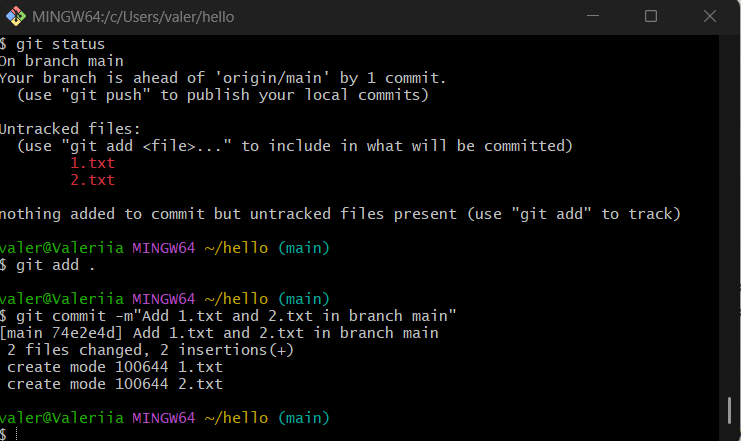 MINGW64:/c/Users/valer/hello
$ git status
On branch main
Your branch is ahead of 'origin/main' by 1 commit.
  (use "git push" to publish your local commits)
Untracked files:
  (use "git add <file>..." to include in what will be committed)
        1.txt
        2.txt
nothing added to commit but untracked files present (use "git add" to track)
valer@Valeriia MINGW64 ~/hello (main)
$ git add .
valer@Valeriia MINGW64 ~/hello (main)
$ git commit -m"Add 1.txt and 2.txt in branch main"
[main 74e2e4d] Add 1.txt and 2.txt in branch main
 2 files changed, 2 insertions(+)
 create mode 100644 1.txt
 create mode 100644 2.txt
valer@Valeriia MINGW64 ~/hello (main)
$